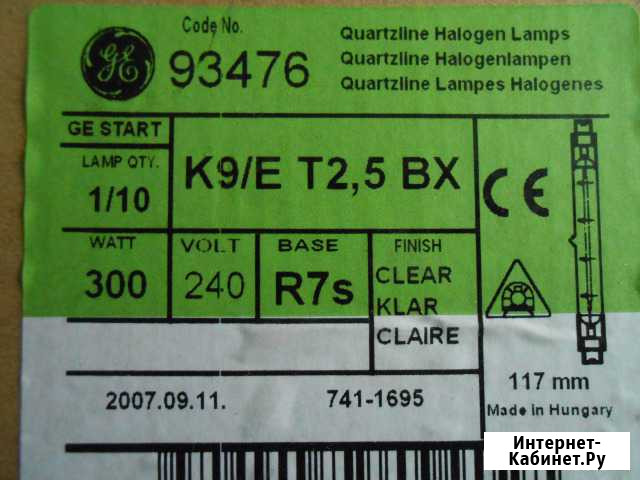 GE
Code No.
93476
Quartzline Halogen Lamps
Quartzline Halogenlampen
Quartzline Lampes Halogenes
GE START
LAMP QTY.
1/10
K9/E T2,5 BX
CE
WATT
300
VOLT
240
BASE
R7s
FINISH
CLEAR
KLAR
CLAIRE
117 mm
Made in Hungary
2007.09.11.
741-1695
Интернет-
Кабинет.Ру